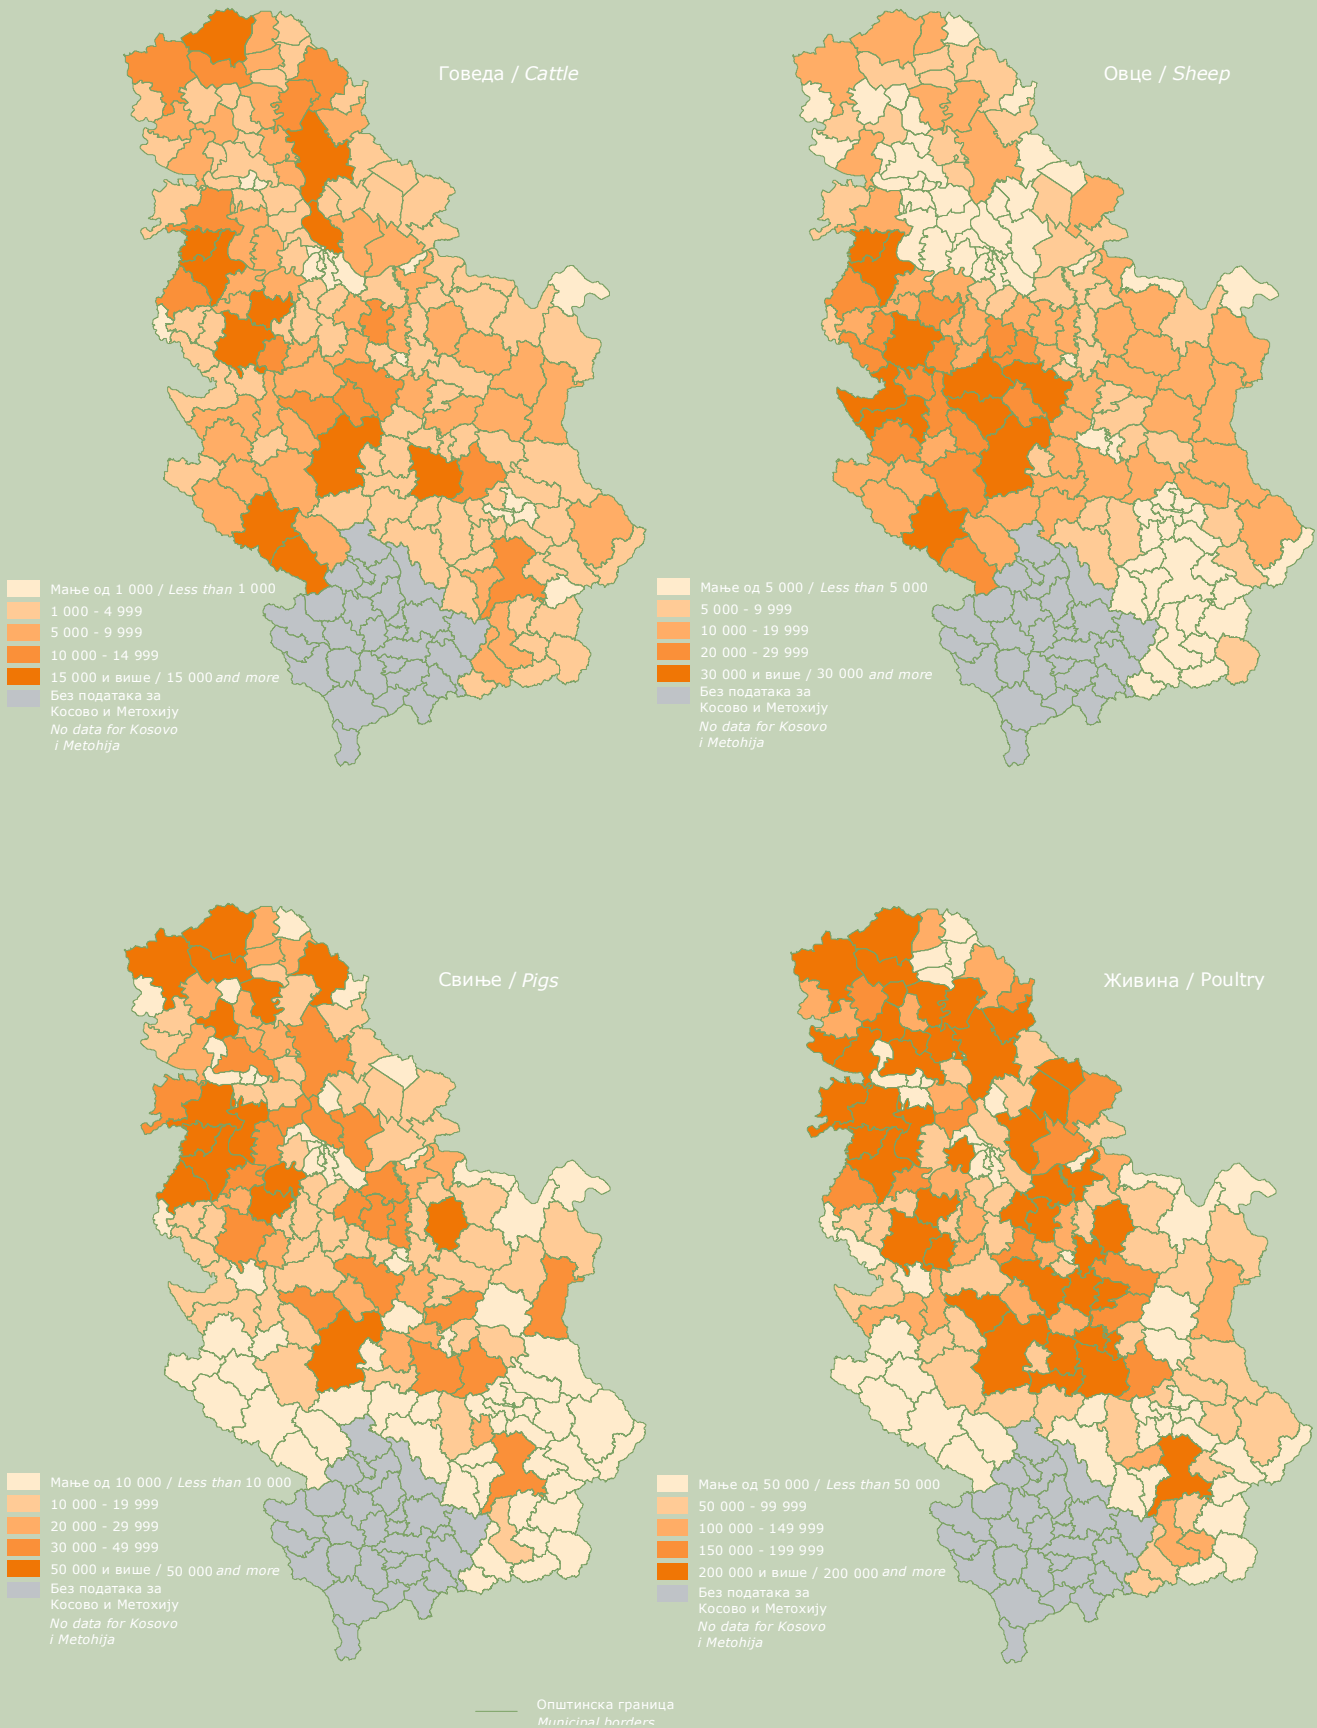 Говеда / Cattle
Мање од 1 000 / Less than 1 000
1 000 - 4 999
5 000 - 9 999
10 000 - 14 999
15 000 и више / 15 000 and more
Без података за
Косово и Метохију
No data for Kosovo
i Metohija
Овце / Sheep
Мање од 5 000 / Less than 5 000
5 000 - 9 999
10 000 - 19 999
20 000 - 29 999
30 000 и више / 30 000 and more
Без података за
Косово и Метохију
No data for Kosovo
i Metohija
Свиње / Pigs
Мање од 10 000 / Less than 10 000
10 000 - 19 999
20 000 - 29 999
30 000 - 49 999
50 000 и више / 50 000 and more
Без података за
Косово и Метохију
No data for Kosovo
i Metohija
Живина / Poultry
Мање од 50 000 / Less than 50 000
50 000 - 99 999
100 000 - 149 999
150 000 - 199 999
200 000 и више / 200 000 and more
Без података за
Косово и Метохију
No data for Kosovo
i Metohija
Општинска граница
Municipal borders